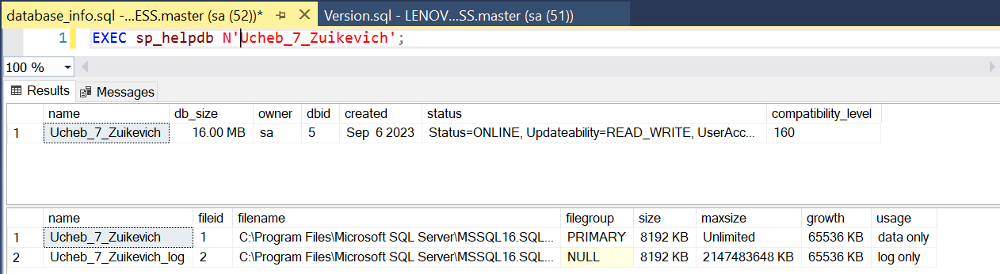 database_info.sql -...ESS.master (sa (52))* Version.sql - LENOV...SS.master (sa (51))
1 EXEC sp_helpdb N'Ucheb_7_Zuikevich';
100 %
Results Messages
name db_size owner dbid created status compatibility_level
1 Ucheb_7_Zuikevich 16.00 MB sa 5 Sep 6 2023 Status=ONLINE, Updateability=READ_WRITE, UserAcc... 160
name fileid filename filegroup size maxsize growth usage
1 Ucheb_7_Zuikevich 1 C:\Program Files\Microsoft SQL Server\MSSQL16.SQL... PRIMARY 8192 KB Unlimited 65536 KB data only
2 Ucheb_7_Zuikevich_log 2 C:\Program Files\Microsoft SQL Server\MSSQL16.SQL... NULL 8192 KB 2147483648 KB 65536 KB log only